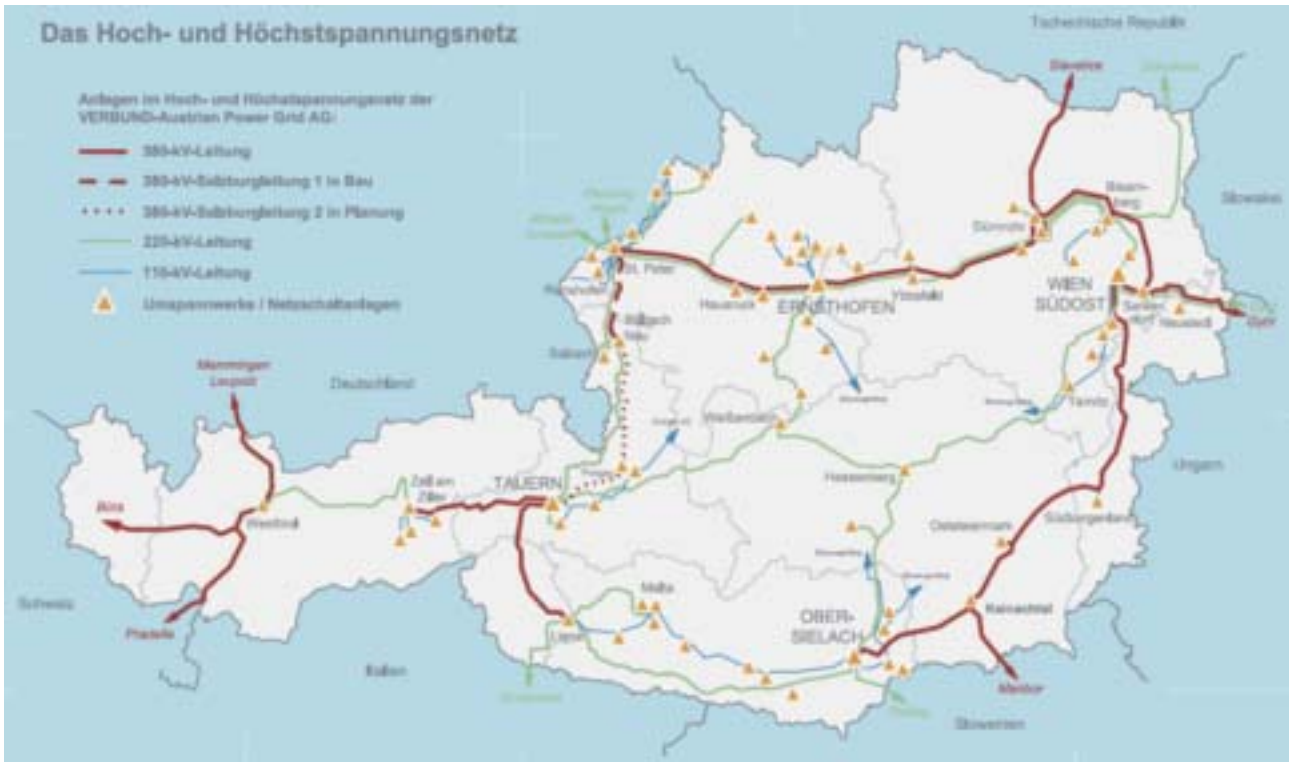 Das Hoch- und Höchstspannungsnetz
Anlagen im Hoch- und Höchstspannungsnetz der
VERBUND-Austrian Power Grid AG:
380-kV-Leitung
380-kV-Salzburgleitung 1 in Bau
380-kV-Salzburgleitung 2 in Planung
220-kV-Leitung
110-kV-Leitung
Umspannwerke / Netzschaltanlagen
Tschechische Republik
Slavetice
Slowakei
Dürnrohr
Bisam-
berg
St. Peter
Hausruck
ERNSTHOFEN
Ybbsfeld
WIEN
SÜDOST
Neusiedl
Győr
Salzach
Memmingen
Leupolz
Deutschland
Weißenbach
Ternitz
Ungarn
Hessenberg
TAUERN
Zell am
Ziller
Bürs
Westtirol
Oststeiermark
Südburgenland
Schweiz
Pradella
Italien
Malta
Lienz
OBER-
SIELACH
Kainachtal
Maribor
Slowenien